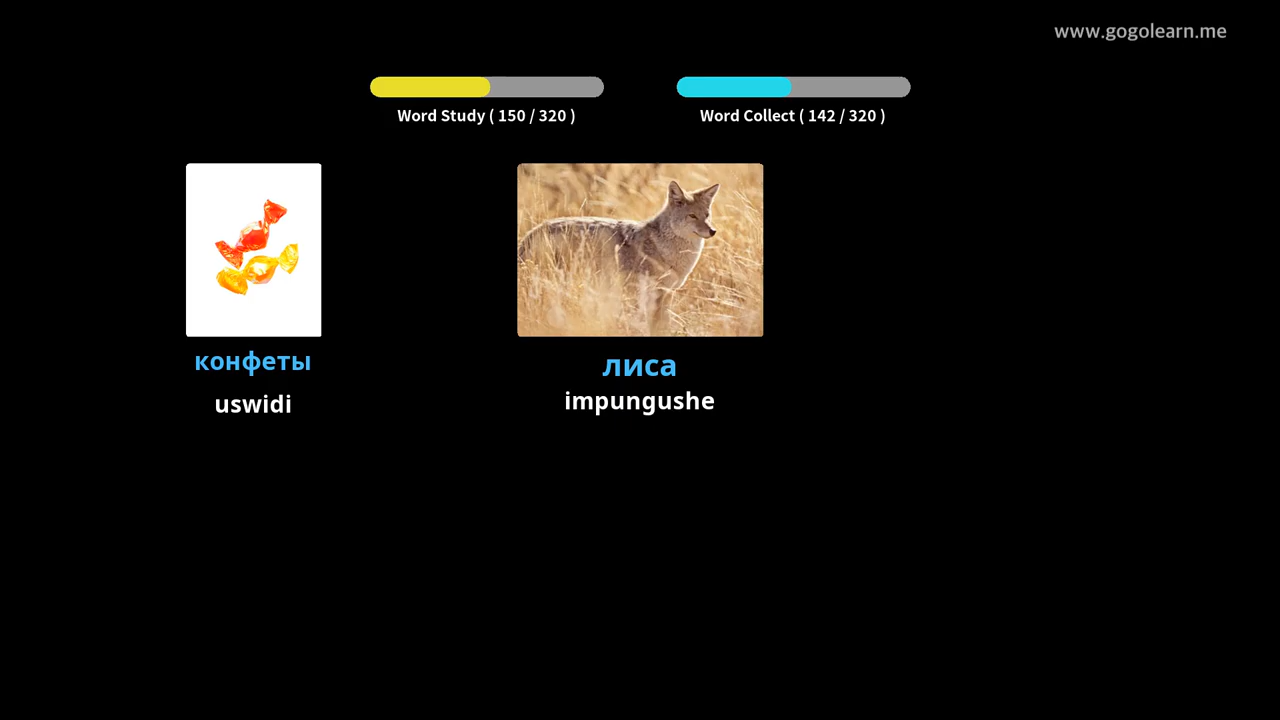 www.gogolearn.me
Word Study ( 150 / 320 )
Word Collect ( 142 / 320 )
конфеты
uswidi
лиса
impungushe